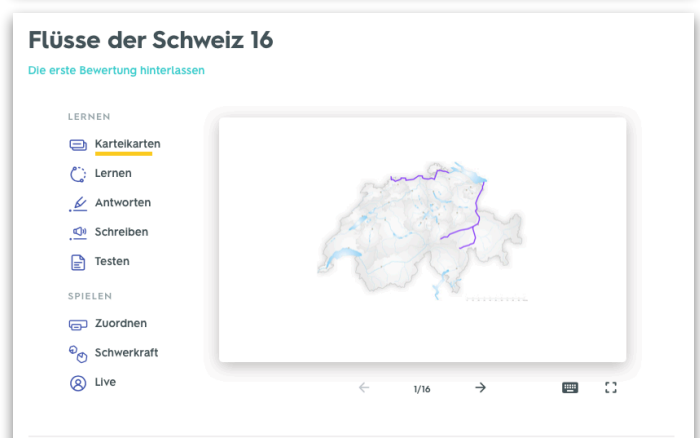 Flüsse der Schweiz 16
Die erste Bewertung hinterlassen
LERNEN
Karteikarten
Lernen
Antworten
Schreiben
Testen
SPIELEN
Zuordnen
Schwerkraft
Live
1/16